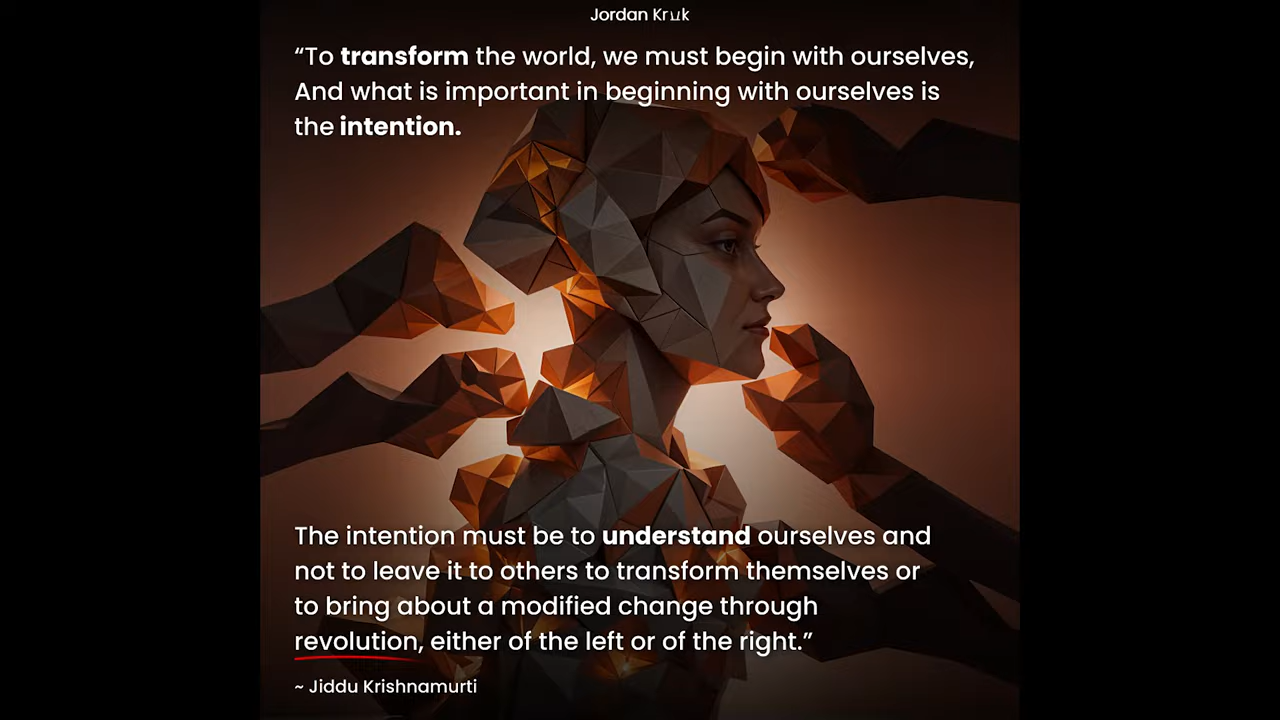 Jordan Kruk
“To transform the world, we must begin with ourselves,
And what is important in beginning with ourselves is
the intention.
The intention must be to understand ourselves and
not to leave it to others to transform themselves or
to bring about a modified change through
revolution, either of the left or of the right.”
~ Jiddu Krishnamurti